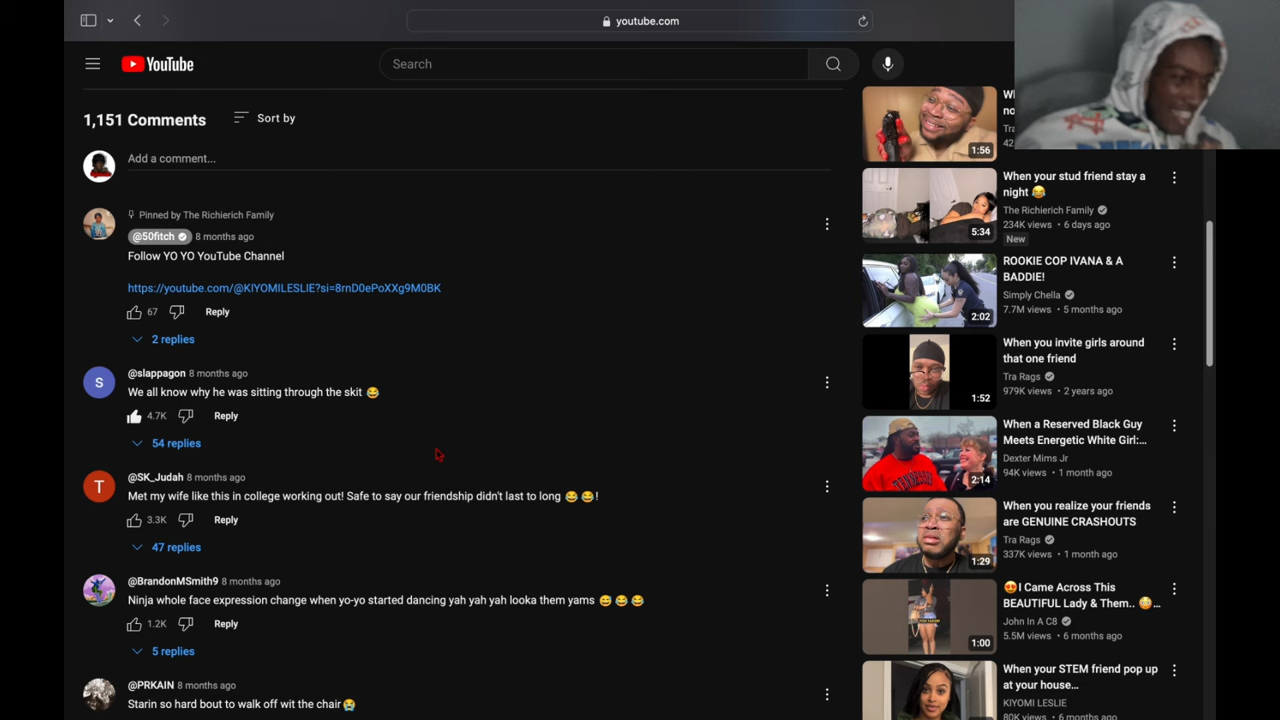 youtube.com
YouTube
Search
1,151 Comments
Sort by
Add a comment...
Pinned by The Richierich Family
@50fitch 8 months ago
Follow YO YO YouTube Channel
https://youtube.com/@KIYOMILESLIE?si=8rnD0ePoXXg9M0BK
67 Reply
2 replies
S
@slappagon 8 months ago
We all know why he was sitting through the skit 😂
4.7K Reply
54 replies
T
@SK_Judah 8 months ago
Met my wife like this in college working out! Safe to say our friendship didn't last to long 😂 😂!
3.3K Reply
47 replies
@BrandonMSmith9 8 months ago
Ninja whole face expression change when yo-yo started dancing yah yah yah looka them yams 😅 😂 😂
1.2K Reply
5 replies
@PRKAIN 8 months ago
Starin so hard bout to walk off wit the chair😭
1:56
When your stud friend stay a
night 😂
The Richierich Family
234K views • 6 days ago
New
5:34
ROOKIE COP IVANA & A
BADDIE!
Simply Chella
7.7M views • 5 months ago
2:02
When you invite girls around
that one friend
Tra Rags
979K views • 2 years ago
1:52
When a Reserved Black Guy
Meets Energetic White Girl:...
Dexter Mims Jr
94K views • 1 month ago
2:14
When you realize your friends
are GENUINE CRASHOUTS
Tra Rags
337K views • 1 month ago
1:29
😍I Came Across This
BEAUTIFUL Lady & Them.. 😳...
John In A C8
5.5M views • 6 months ago
1:00
When your STEM friend pop up
at your house...
KIYOMI LESLIE
80K views • 6 months ago